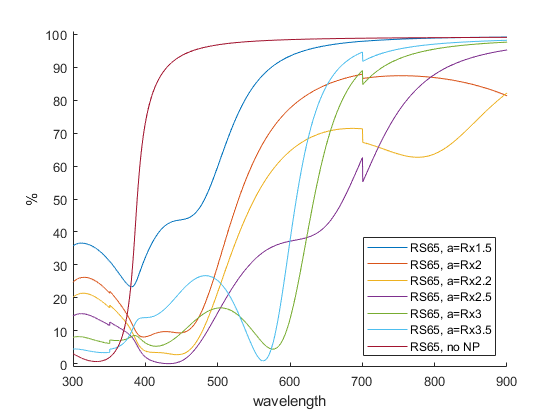 %
100
90
80
70
60
50
40
30
20
10
0
300 400 500 600 700 800 900
wavelength
RS65, a=Rx1.5
RS65, a=Rx2
RS65, a=Rx2.2
RS65, a=Rx2.5
RS65, a=Rx3
RS65, a=Rx3.5
RS65, no NP